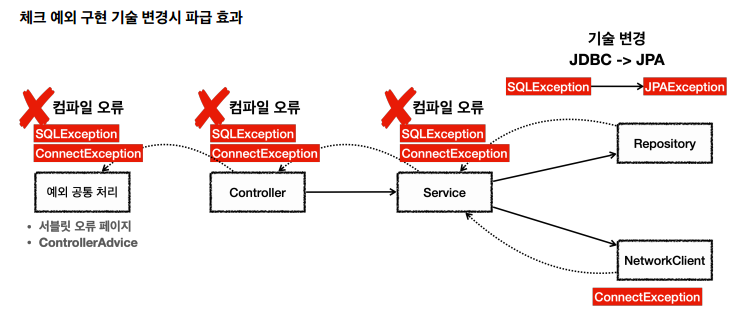 체크 예외 구현 기술 변경시 파급 효과
기술 변경
JDBC -> JPA
SQLException
JPAException
컴파일 오류
SQLException
ConnectException
컴파일 오류
SQLException
ConnectException
컴파일 오류
SQLException
ConnectException
예외 공통 처리
Controller
Service
Repository
• 서블릿 오류 페이지
• ControllerAdvice
NetworkClient
ConnectException